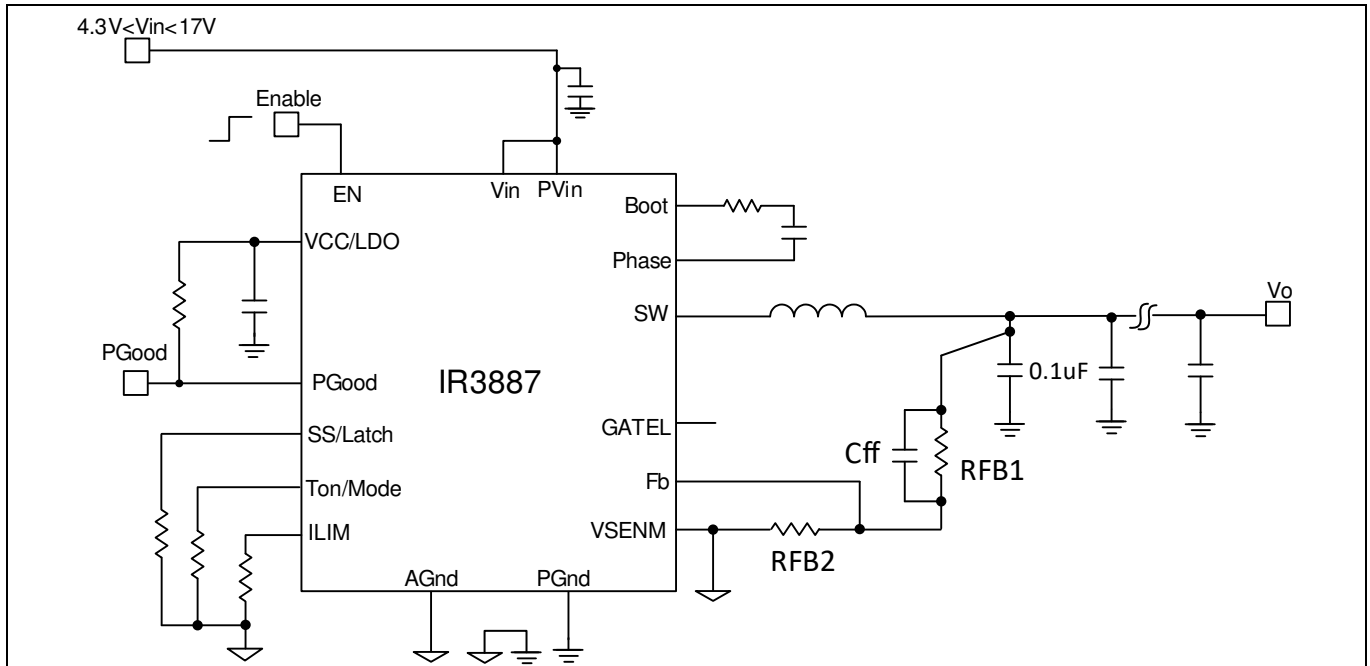 4.3V<Vin<17V
Enable
EN
Vin
PVin
Boot
VCC/LDO
Phase
SW
Vo
PGood
PGood
IR3887
0.1uF
SS/Latch
GATEL
Cff
RFB1
Ton/Mode
Fb
ILIM
VSENM
RFB2
AGnd
PGnd